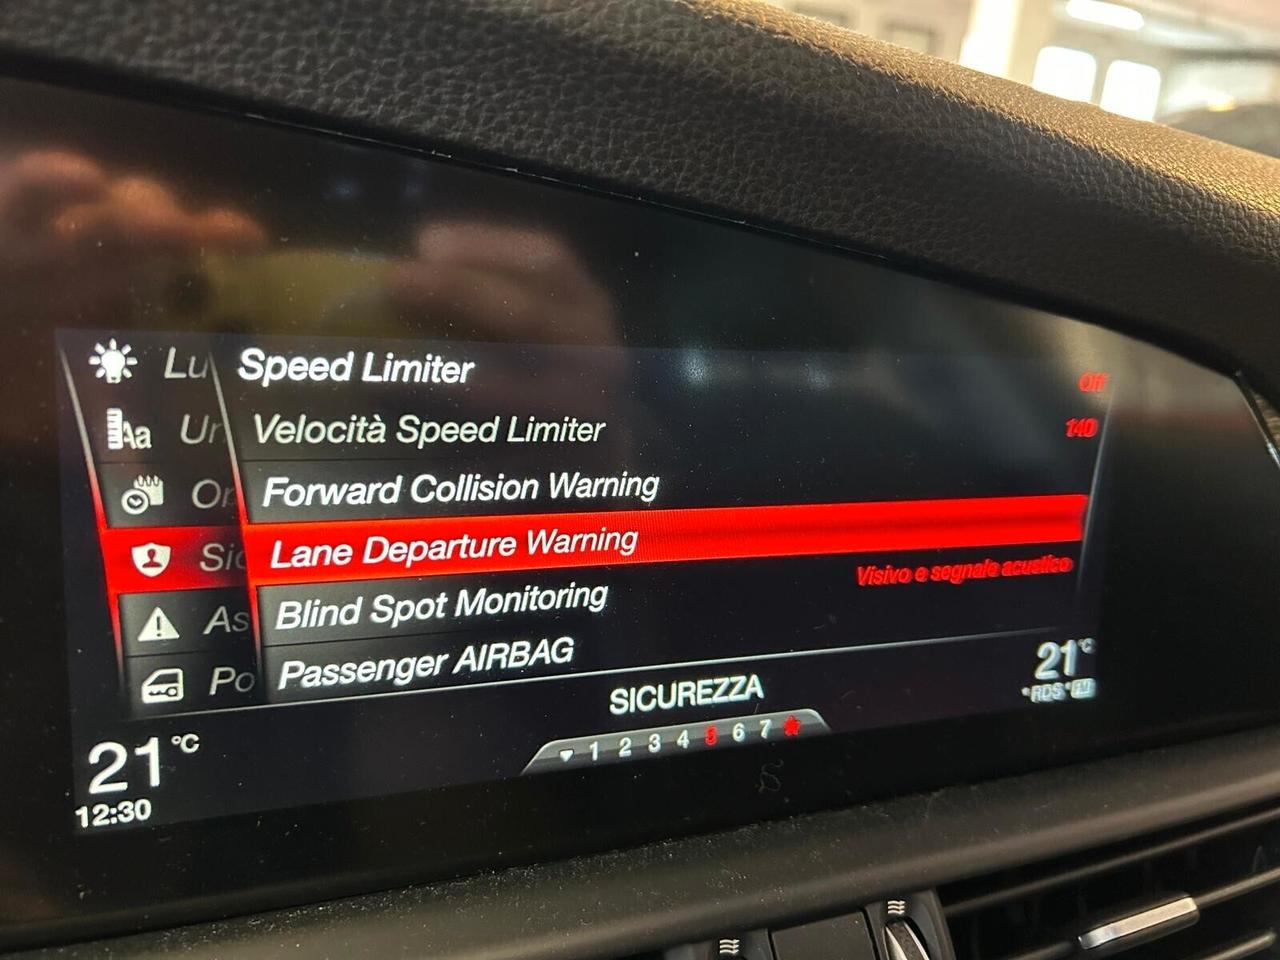 Lu
Speed Limiter
Off
Un
Velocità Speed Limiter
140
Or
Forward Collision Warning
Sic
Lane Departure Warning
Visivo e segnale acustico
As
Blind Spot Monitoring
Po
Passenger AIRBAG
SICUREZZA
21°C
*RDS*
1 2 3 4 5 6 7
21°C
12:30